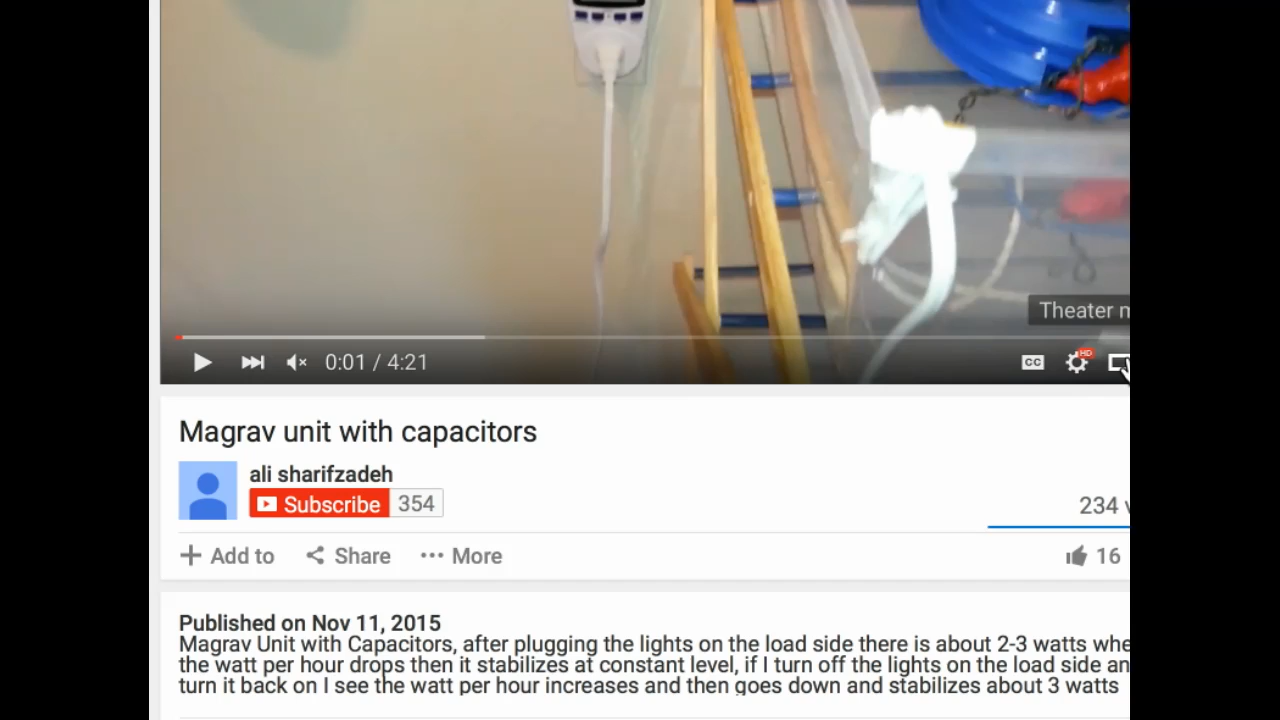 Theater m
CC HD
0:01 / 4:21
Magrav unit with capacitors
ali sharifzadeh
Subscribe 354
234 v
+ Add to Share ••• More 16
Published on Nov 11, 2015
Magrav Unit with Capacitors, after plugging the lights on the load side there is about 2-3 watts whe
the watt per hour drops then it stabilizes at constant level, if I turn off the lights on the load side an
turn it back on I see the watt per hour increases and then goes down and stabilizes about 3 watts